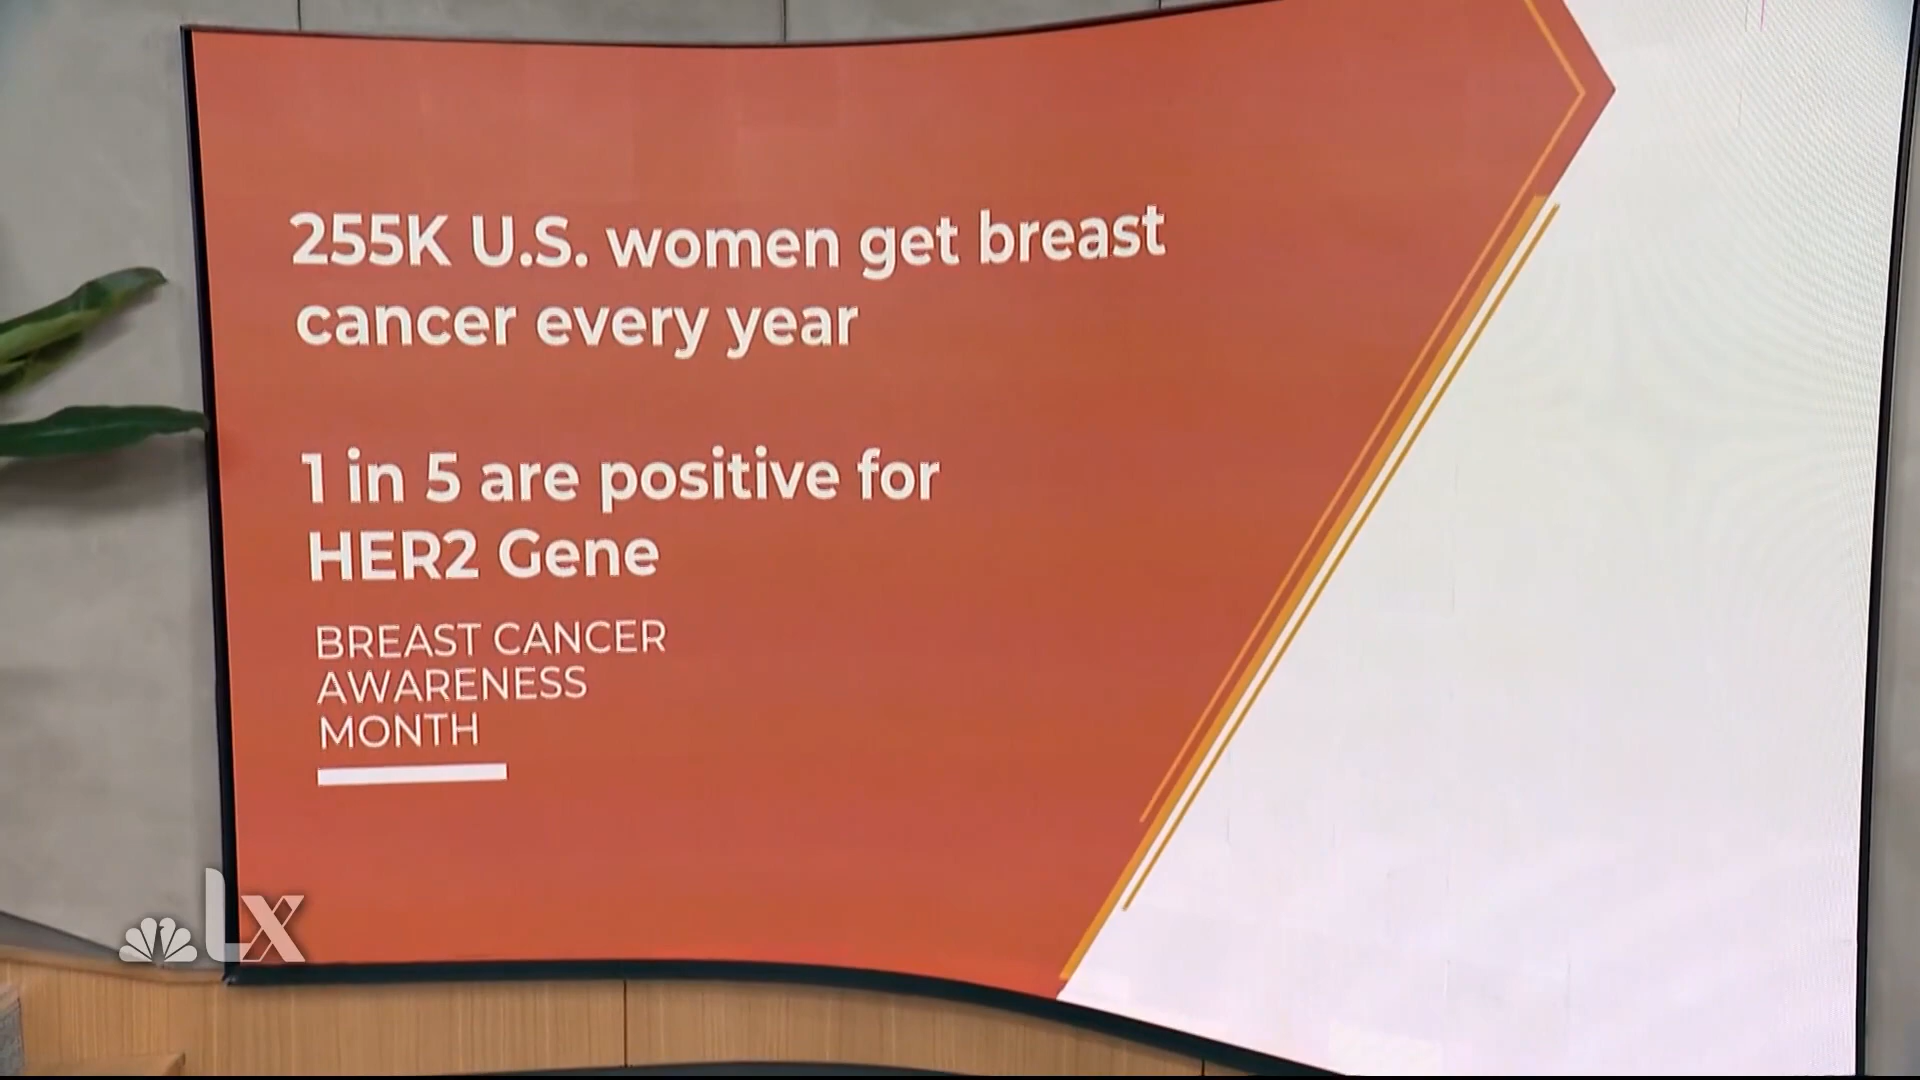 255K U.S. women get breast
cancer every year
1 in 5 are positive for
HER2 Gene
BREAST CANCER
AWARENESS
MONTH
LX